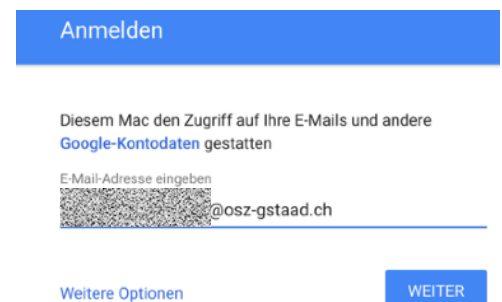 Anmelden
Diesem Mac den Zugriff auf Ihre E-Mails und andere
Google-Kontodaten gestatten
E-Mail-Adresse eingeben
@osz-gstaad.ch
Weitere Optionen
WEITER